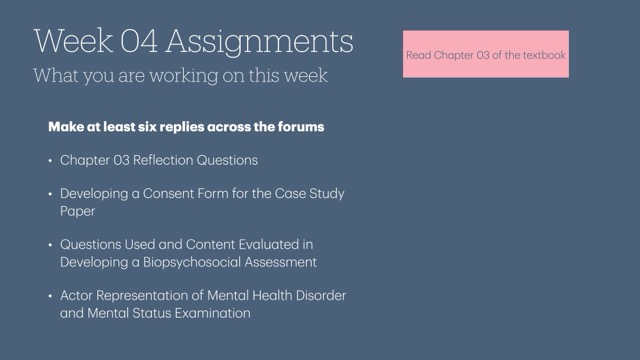 Week 04 Assignments
What you are working on this week
Read Chapter 03 of the textbook
Make at least six replies across the forums
• Chapter 03 Reflection Questions
• Developing a Consent Form for the Case Study
Paper
• Questions Used and Content Evaluated in
Developing a Biopsychosocial Assessment
• Actor Representation of Mental Health Disorder
and Mental Status Examination